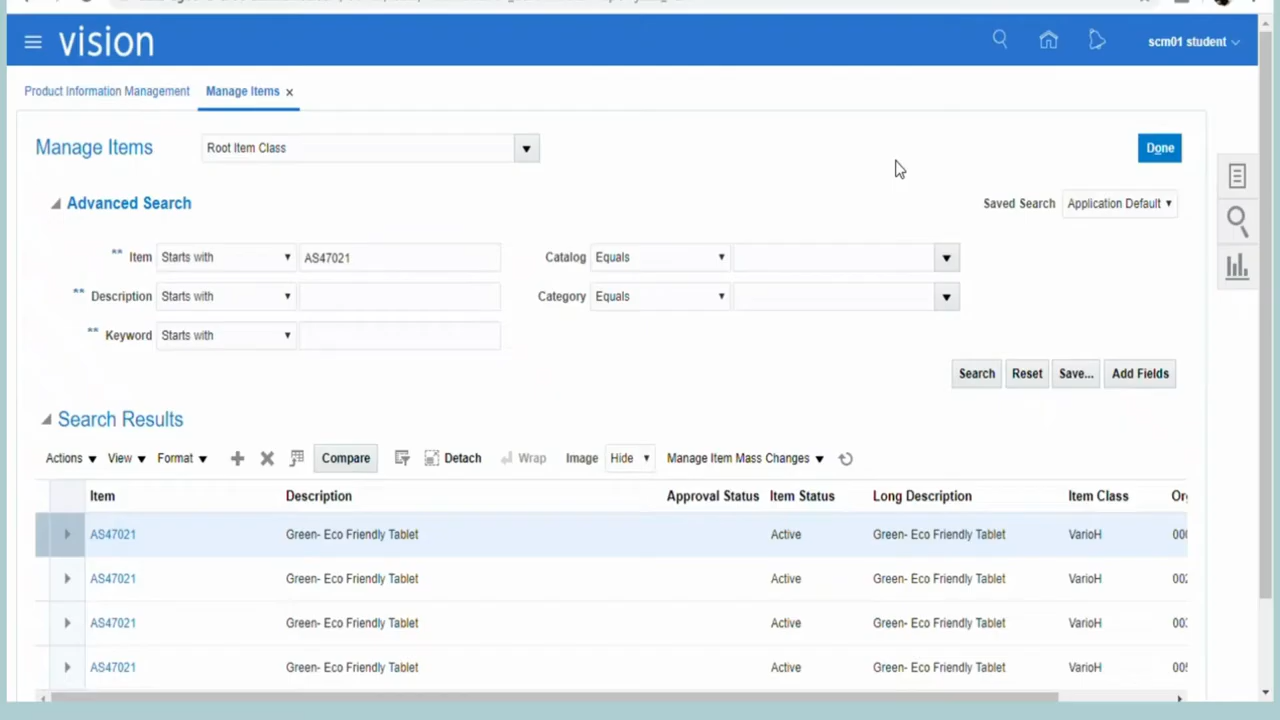 vision
scm01 student
Product Information Management
Manage Items
Manage Items
Root Item Class
Done
Advanced Search
Saved Search Application Default
** Item Starts with AS47021 Catalog Equals
** Description Starts with Category Equals
** Keyword Starts with
Search Reset Save... Add Fields
Search Results
Actions View Format Compare Detach Wrap Image Hide Manage Item Mass Changes
Item Description Approval Status Item Status Long Description Item Class
AS47021 Green- Eco Friendly Tablet Active Green- Eco Friendly Tablet VarioH
AS47021 Green- Eco Friendly Tablet Active Green- Eco Friendly Tablet VarioH
AS47021 Green- Eco Friendly Tablet Active Green- Eco Friendly Tablet VarioH
AS47021 Green- Eco Friendly Tablet Active Green- Eco Friendly Tablet VarioH